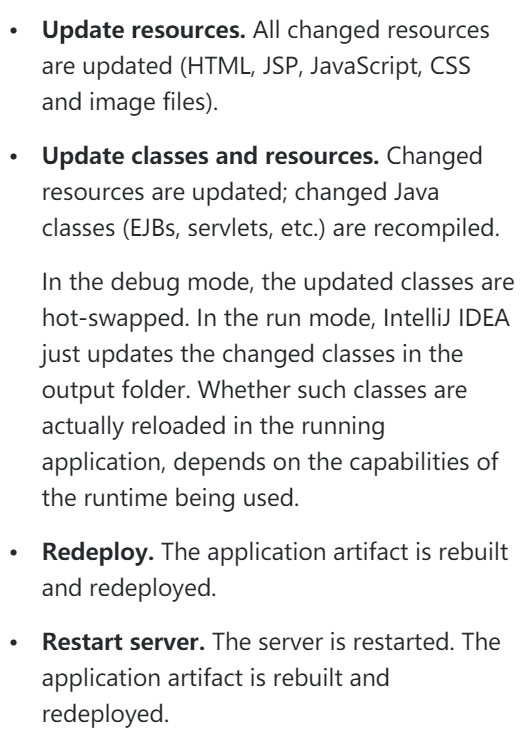 • Update resources. All changed resources
are updated (HTML, JSP, JavaScript, CSS
and image files).
• Update classes and resources. Changed
resources are updated; changed Java
classes (EJBs, servlets, etc.) are recompiled.
In the debug mode, the updated classes are
hot-swapped. In the run mode, IntelliJ IDEA
just updates the changed classes in the
output folder. Whether such classes are
actually reloaded in the running
application, depends on the capabilities of
the runtime being used.
• Redeploy. The application artifact is rebuilt
and redeployed.
• Restart server. The server is restarted. The
application artifact is rebuilt and
redeployed.